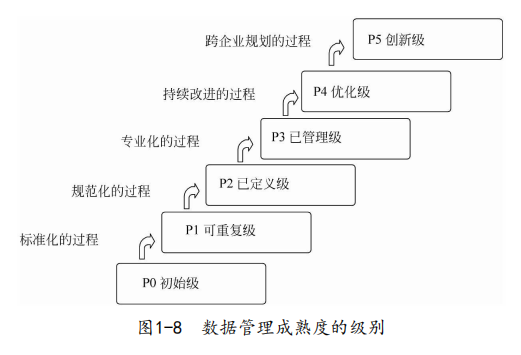 跨企业规划的过程
P5 创新级
持续改进的过程
P4 优化级
专业化的过程
P3 已管理级
规范化的过程
P2 已定义级
标准化的过程
P1 可重复级
P0 初始级
图1-8 数据管理成熟度的级别